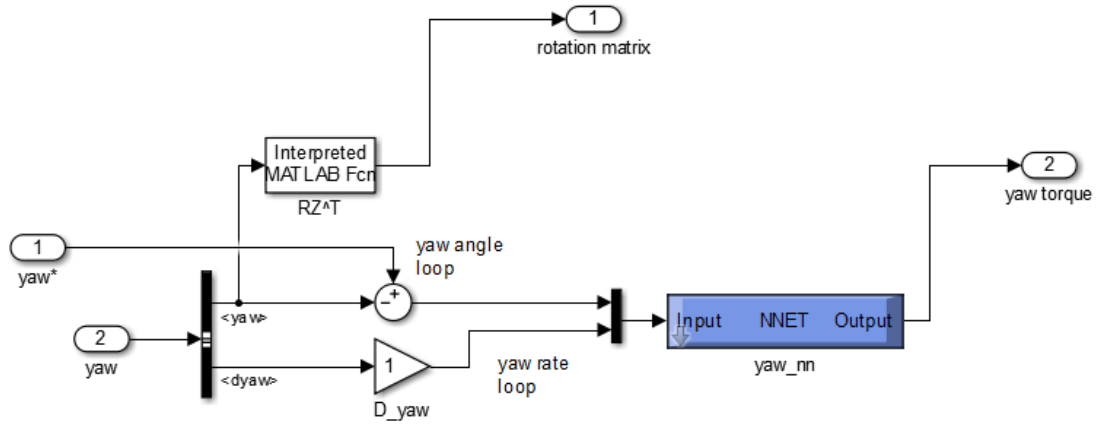 1
rotation matrix
Interpreted
MATLAB Fcn
RZ^T
2
yaw torque
1
yaw*
yaw angle
loop
− +
<yaw>
2
yaw
Input NNET Output
yaw_nn
1
<dyaw>
D_yaw
yaw rate
loop